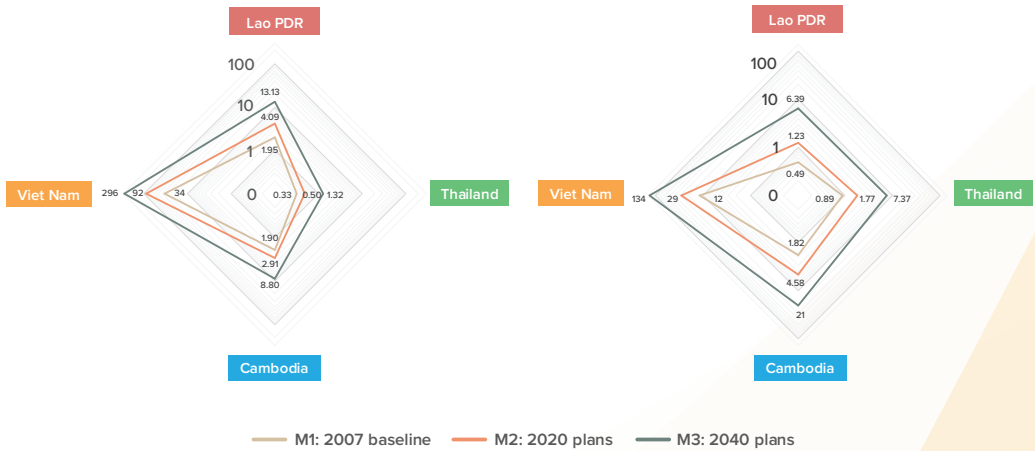 Lao PDR
100
13.13
10
4.09
1
1.95
Viet Nam
296
92
34
0
0.33
0.50
1.32
Thailand
1.90
2.91
8.80
Cambodia
Lao PDR
100
10
6.39
1.23
1
0.49
Viet Nam
134
29
12
0
0.89
1.77
7.37
Thailand
1.82
4.58
21
Cambodia
M1: 2007 baseline
M2: 2020 plans
M3: 2040 plans